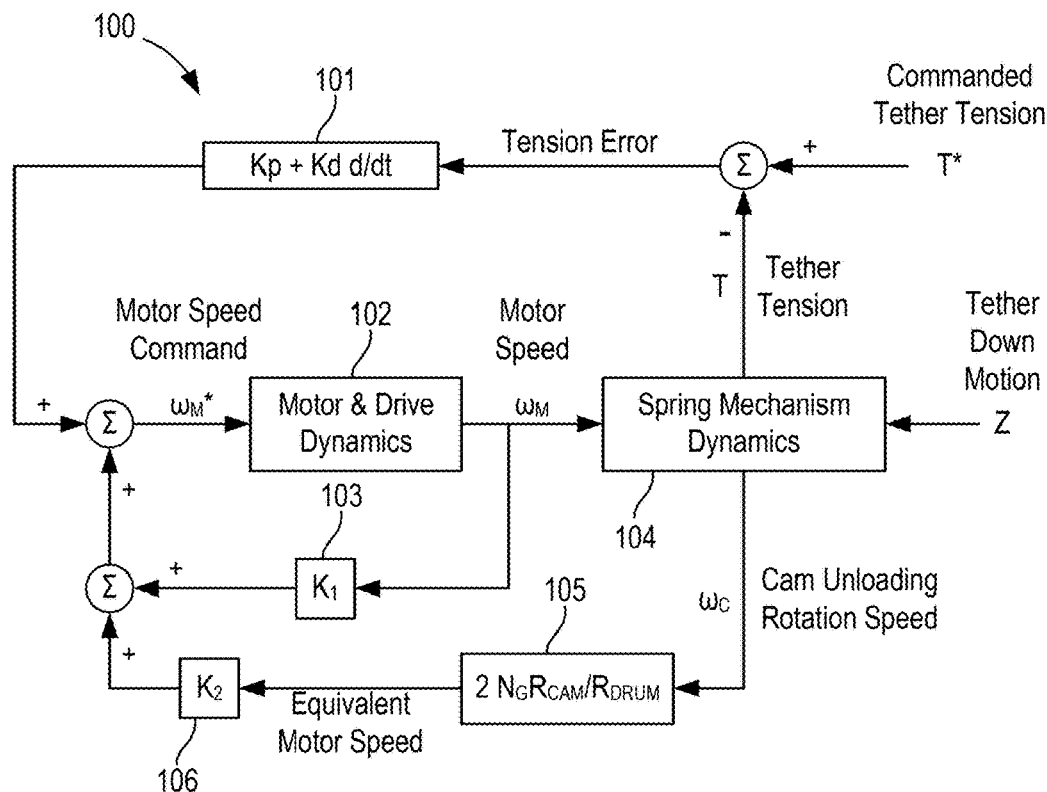 100
101
Commanded
Tether Tension
Kp + Kd d/dt
Tension Error
Σ
+
T*
-
T
Tether
Tension
Motor Speed
Command
102
Motor
Speed
Tether
Down
Motion
+
Σ
ωM*
Motor & Drive
Dynamics
ωM
Spring Mechanism
Dynamics
Z
+
103
104
Σ
+
K1
105
ωC
Cam Unloading
Rotation Speed
+
K2
Equivalent
Motor Speed
2 NGRCAM/RDRUM
106